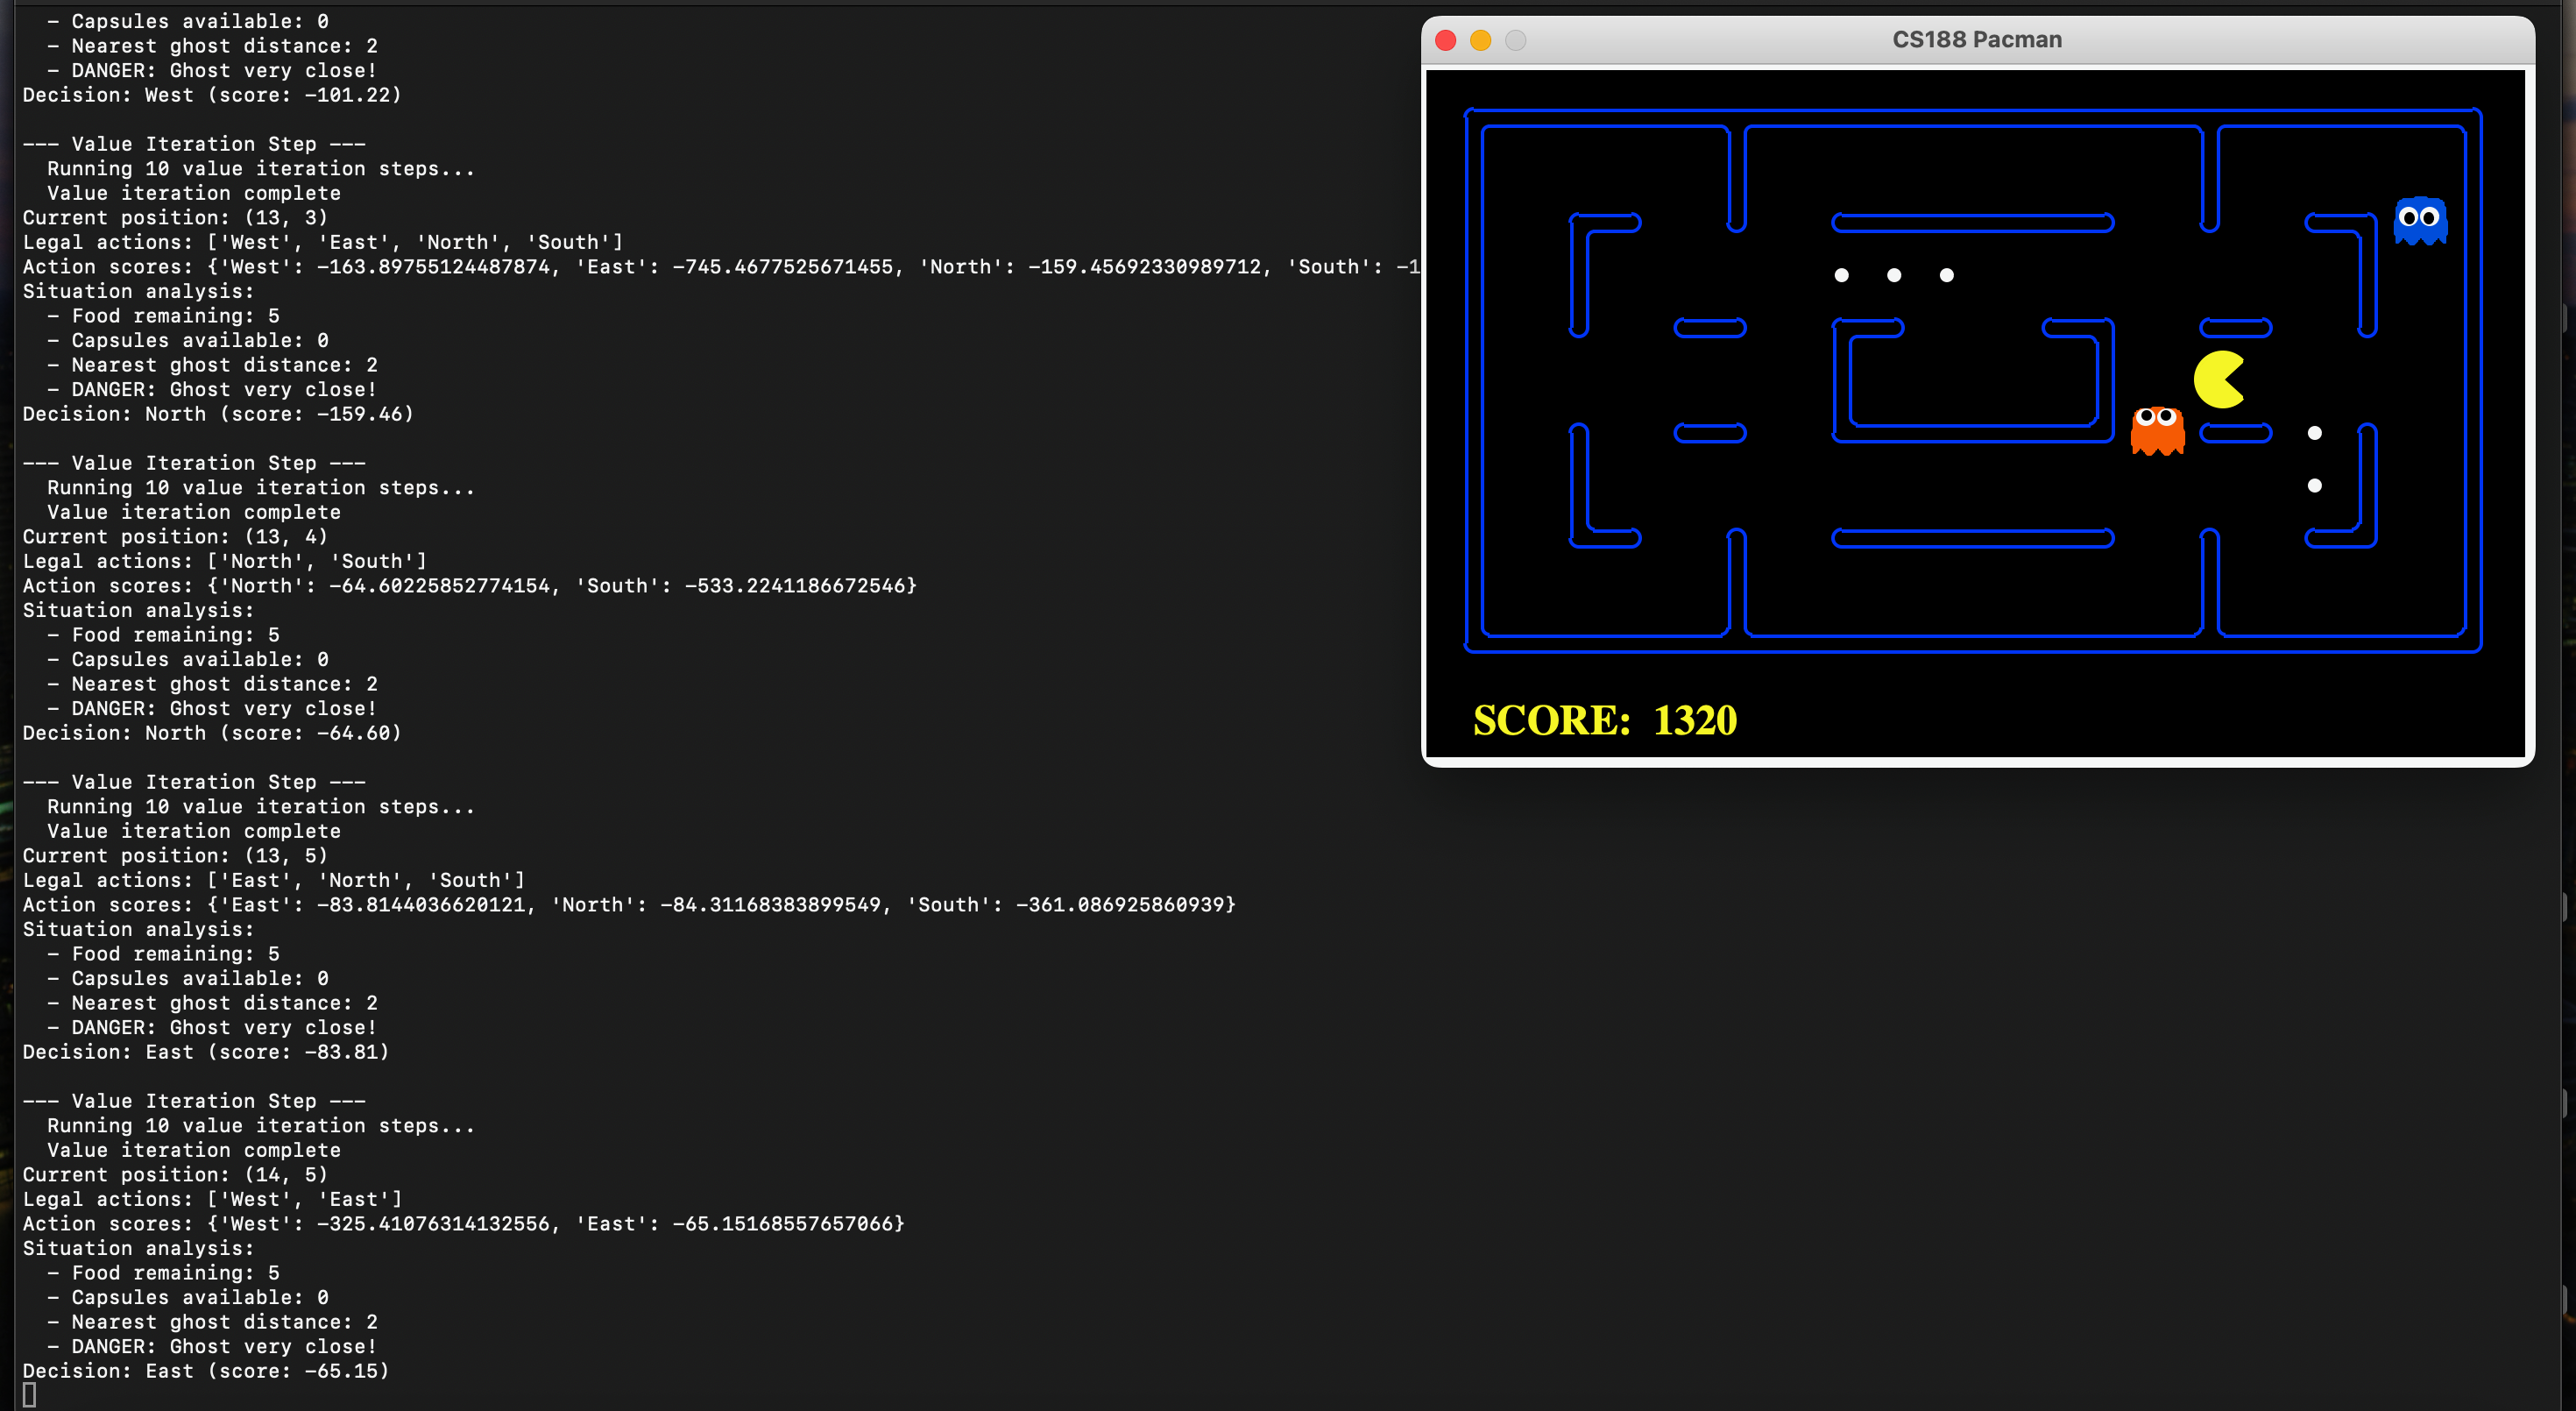 - Capsules available: 0
- Nearest ghost distance: 2
- DANGER: Ghost very close!
Decision: West (score: -101.22)
--- Value Iteration Step ---
Running 10 value iteration steps...
Value iteration complete
Current position: (13, 3)
Legal actions: ['West', 'East', 'North', 'South']
Action scores: {'West': -163.89755124487874, 'East': -745.4677525671455, 'North': -159.45692330989712, 'South': -1
Situation analysis:
- Food remaining: 5
- Capsules available: 0
- Nearest ghost distance: 2
- DANGER: Ghost very close!
Decision: North (score: -159.46)
--- Value Iteration Step ---
Running 10 value iteration steps...
Value iteration complete
Current position: (13, 4)
Legal actions: ['North', 'South']
Action scores: {'North': -64.60225852774154, 'South': -533.2241186672546}
Situation analysis:
- Food remaining: 5
- Capsules available: 0
- Nearest ghost distance: 2
- DANGER: Ghost very close!
Decision: North (score: -64.60)
--- Value Iteration Step ---
Running 10 value iteration steps...
Value iteration complete
Current position: (13, 5)
Legal actions: ['East', 'North', 'South']
Action scores: {'East': -83.8144036620121, 'North': -84.31168383899549, 'South': -361.086925860939}
Situation analysis:
- Food remaining: 5
- Capsules available: 0
- Nearest ghost distance: 2
- DANGER: Ghost very close!
Decision: East (score: -83.81)
--- Value Iteration Step ---
Running 10 value iteration steps...
Value iteration complete
Current position: (14, 5)
Legal actions: ['West', 'East']
Action scores: {'West': -325.41076314132556, 'East': -65.15168557657066}
Situation analysis:
- Food remaining: 5
- Capsules available: 0
- Nearest ghost distance: 2
- DANGER: Ghost very close!
Decision: East (score: -65.15)
CS188 Pacman
SCORE: 1320